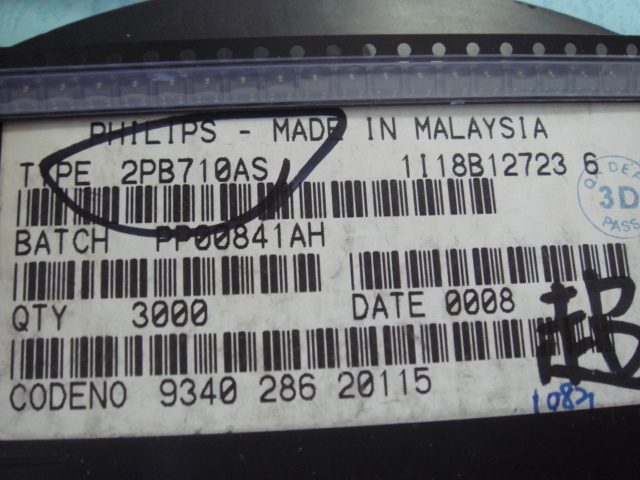 PHILIPS - MADE IN MALAYSIA
TYPE 2PB710AS 1I18B12723 6
BATCH PP00841AH
QTY 3000 DATE 0008
CODENO 9340 286 20115
3D
PASS